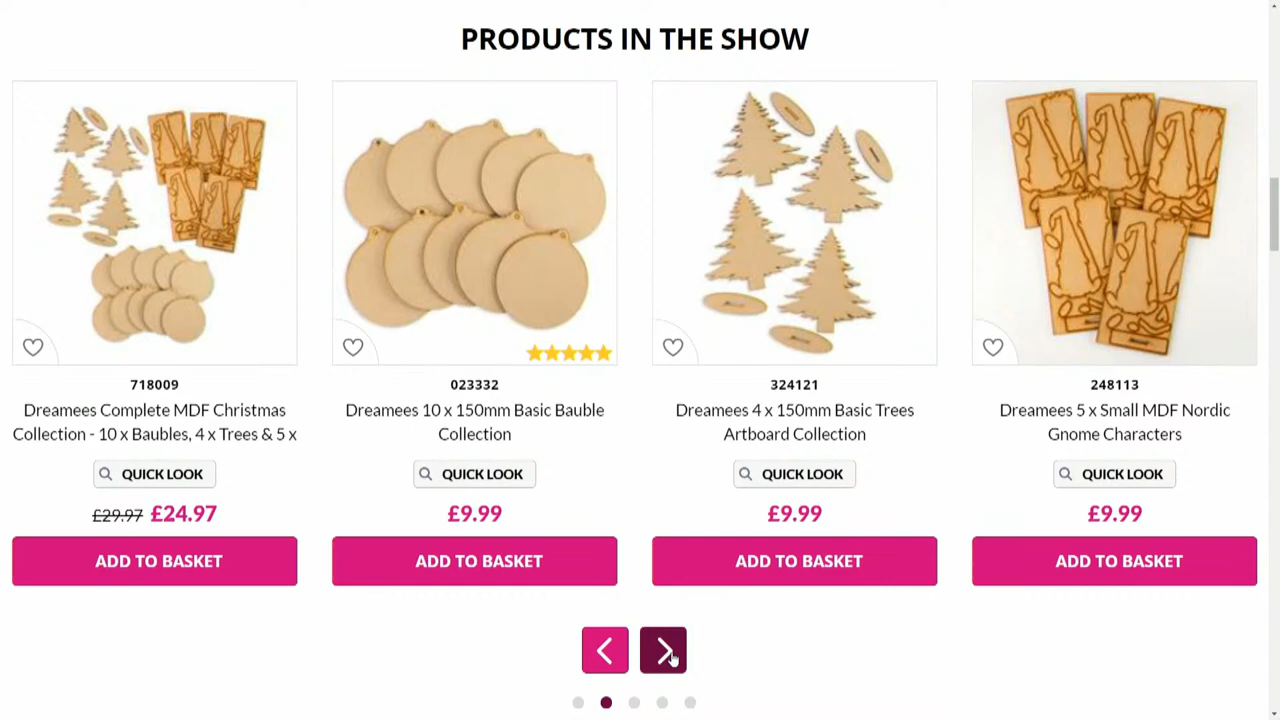 PRODUCTS IN THE SHOW
718009
Dreamees Complete MDF Christmas
Collection - 10 x Baubles, 4 x Trees & 5 x
QUICK LOOK
£29.97 £24.97
ADD TO BASKET
023332
Dreamees 10 x 150mm Basic Bauble
Collection
QUICK LOOK
£9.99
ADD TO BASKET
324121
Dreamees 4 x 150mm Basic Trees
Artboard Collection
QUICK LOOK
£9.99
ADD TO BASKET
248113
Dreamees 5 x Small MDF Nordic
Gnome Characters
QUICK LOOK
£9.99
ADD TO BASKET